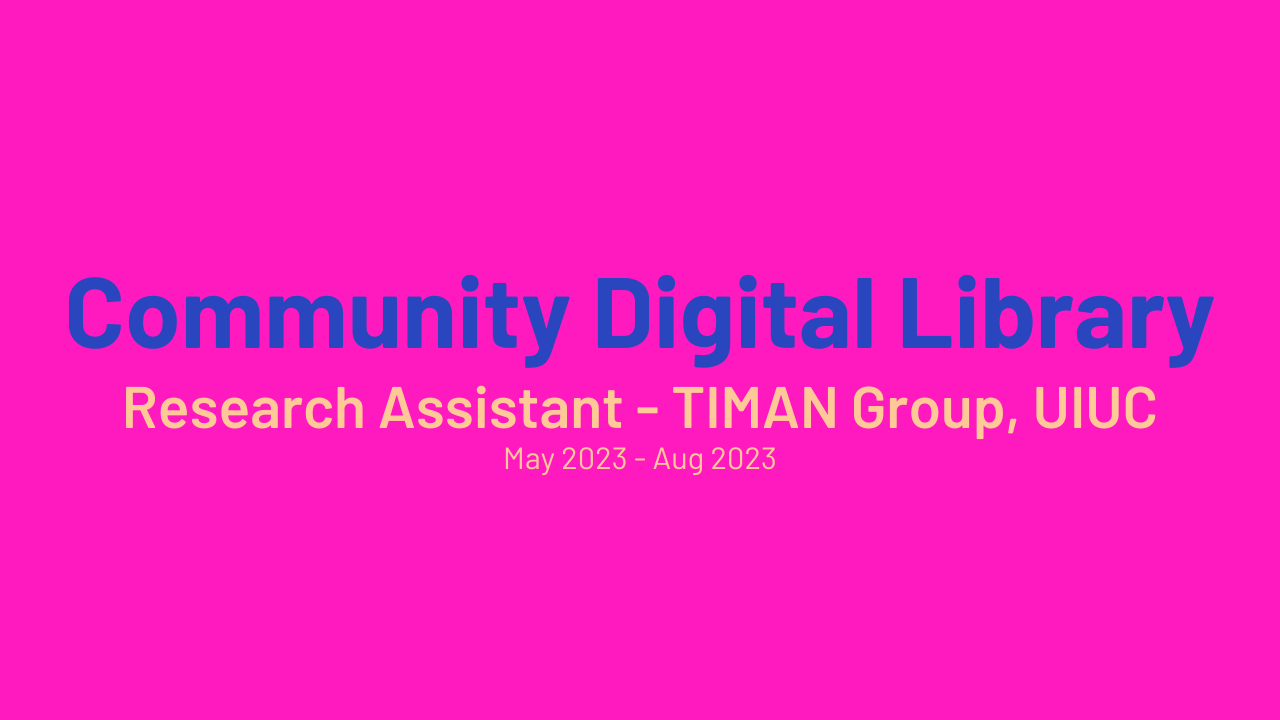 Community Digital Library
Research Assistant - TIMAN Group, UIUC
May 2023 - Aug 2023